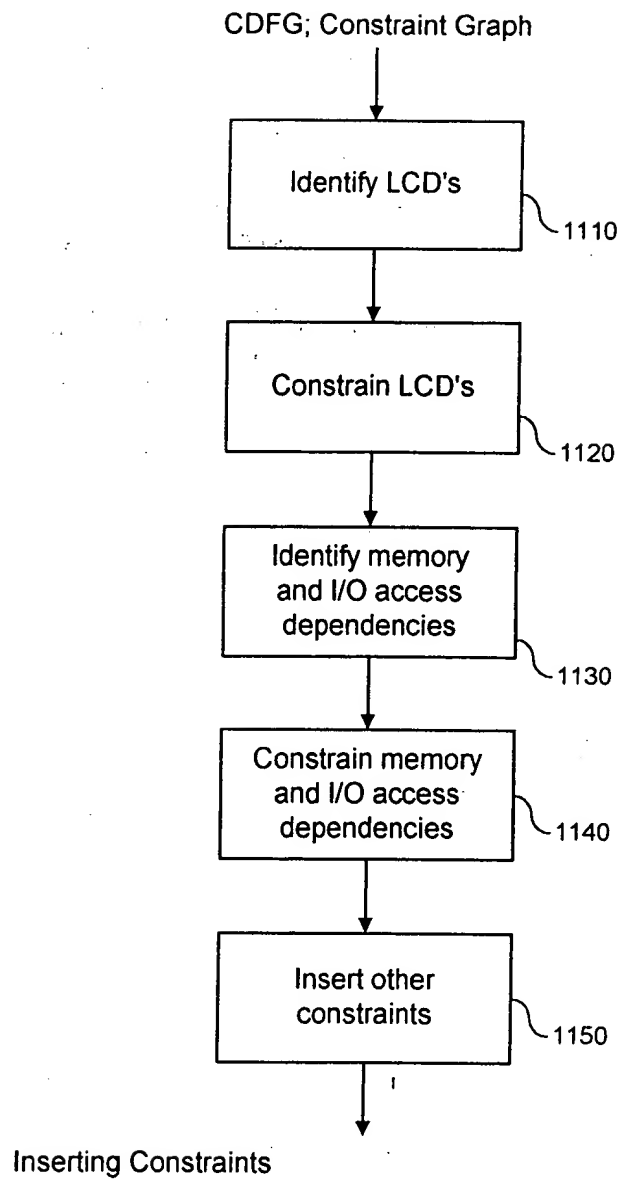 CDFG; Constraint Graph
Identify LCD's
1110
Constrain LCD's
1120
Identify memory
and I/O access
dependencies
1130
Constrain memory
and I/O access
dependencies
1140
Insert other
constraints
1150
Inserting Constraints